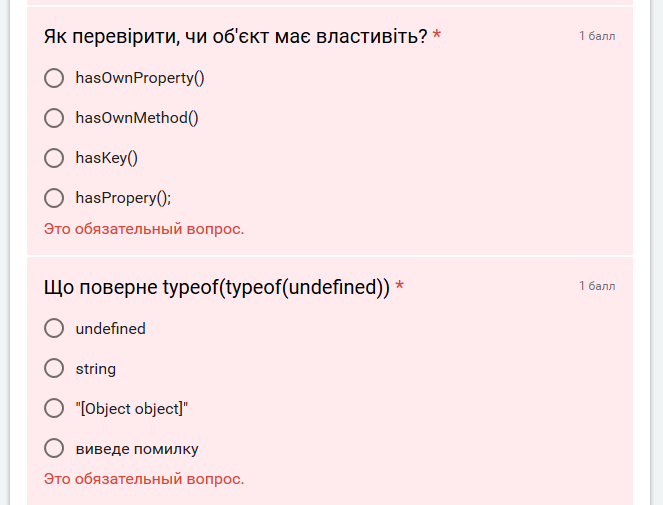 Як перевірити, чи об'єкт має властивіть? *
1 балл
hasOwnProperty()
hasOwnMethod()
hasKey()
hasPropery();
Это обязательный вопрос.
Що поверне typeof(typeof(undefined)) *
1 балл
undefined
string
"[Object object]"
виведе помилку
Это обязательный вопрос.